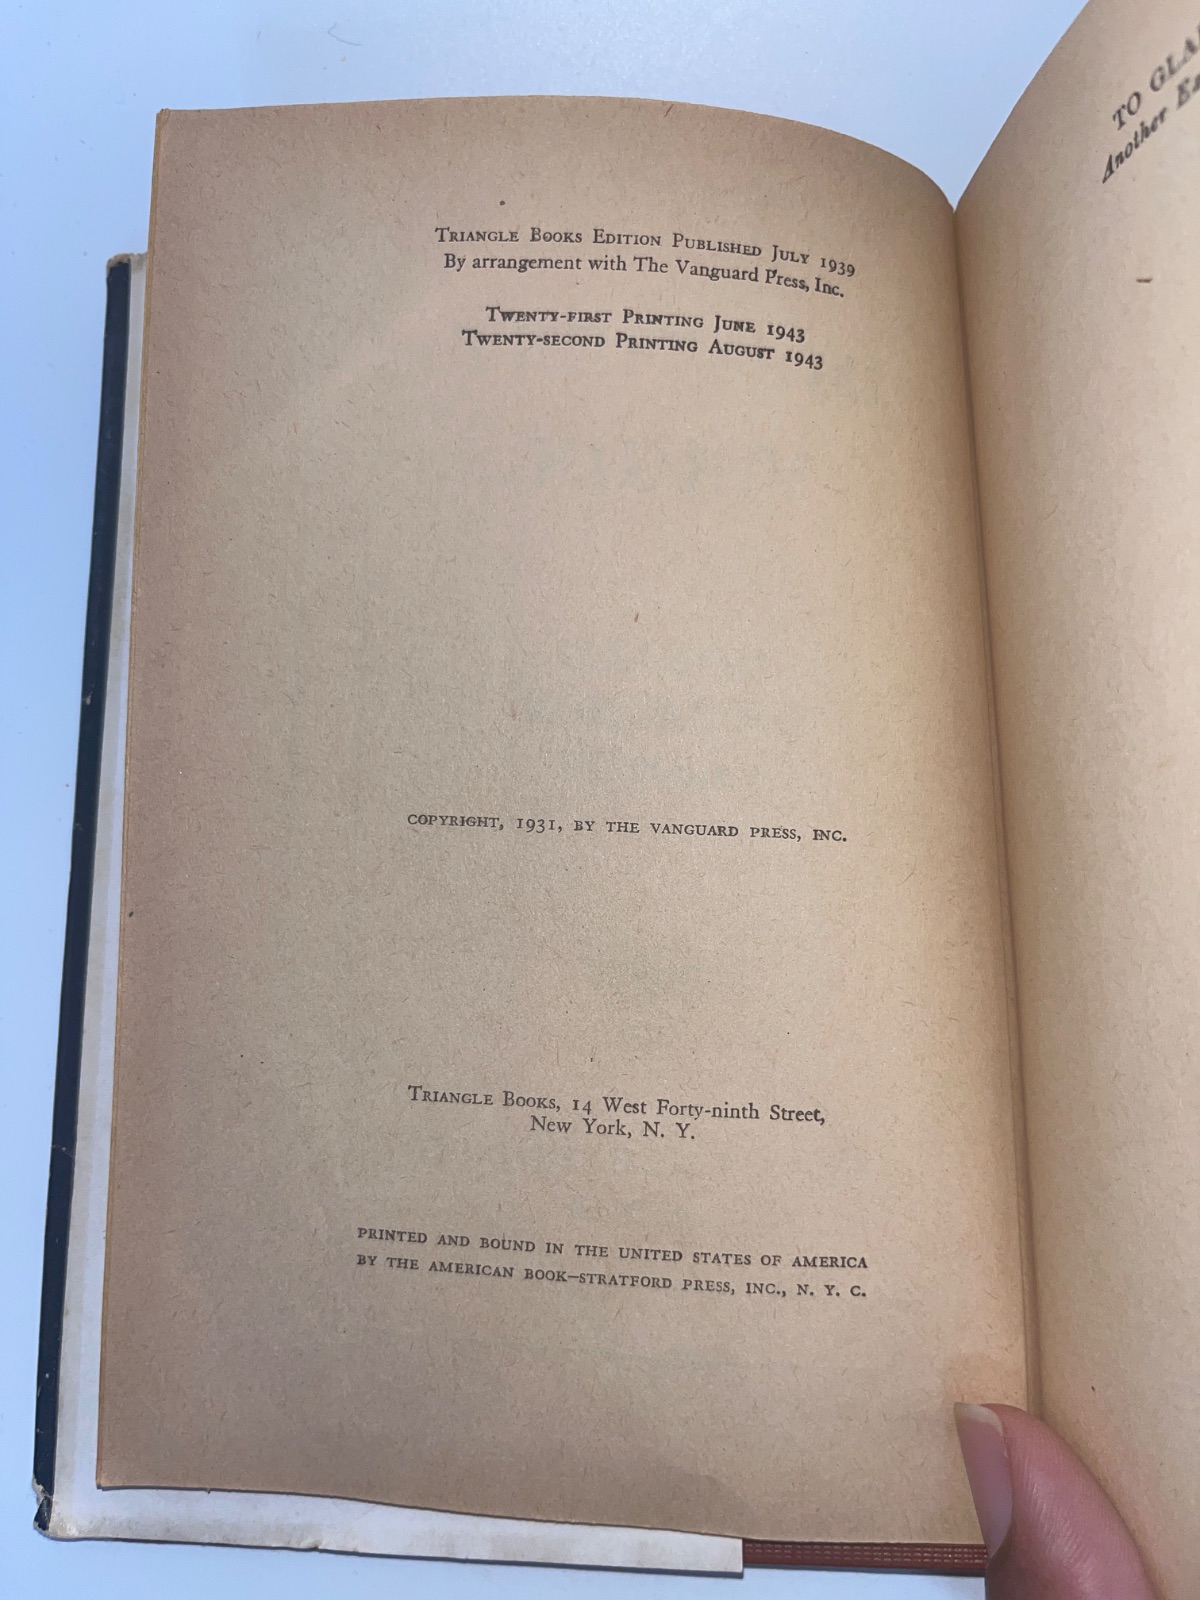 TRIANGLE BOOKS EDITION PUBLISHED JULY 1939
By arrangement with The Vanguard Press, Inc.
TWENTY-FIRST PRINTING JUNE 1943
TWENTY-SECOND PRINTING AUGUST 1943
COPYRIGHT, 1931, BY THE VANGUARD PRESS, INC.
TRIANGLE BOOKS, 14 West Forty-ninth Street,
New York, N. Y.
PRINTED AND BOUND IN THE UNITED STATES OF AMERICA
BY THE AMERICAN BOOK–STRATFORD PRESS, INC., N. Y. C.
TO
Another